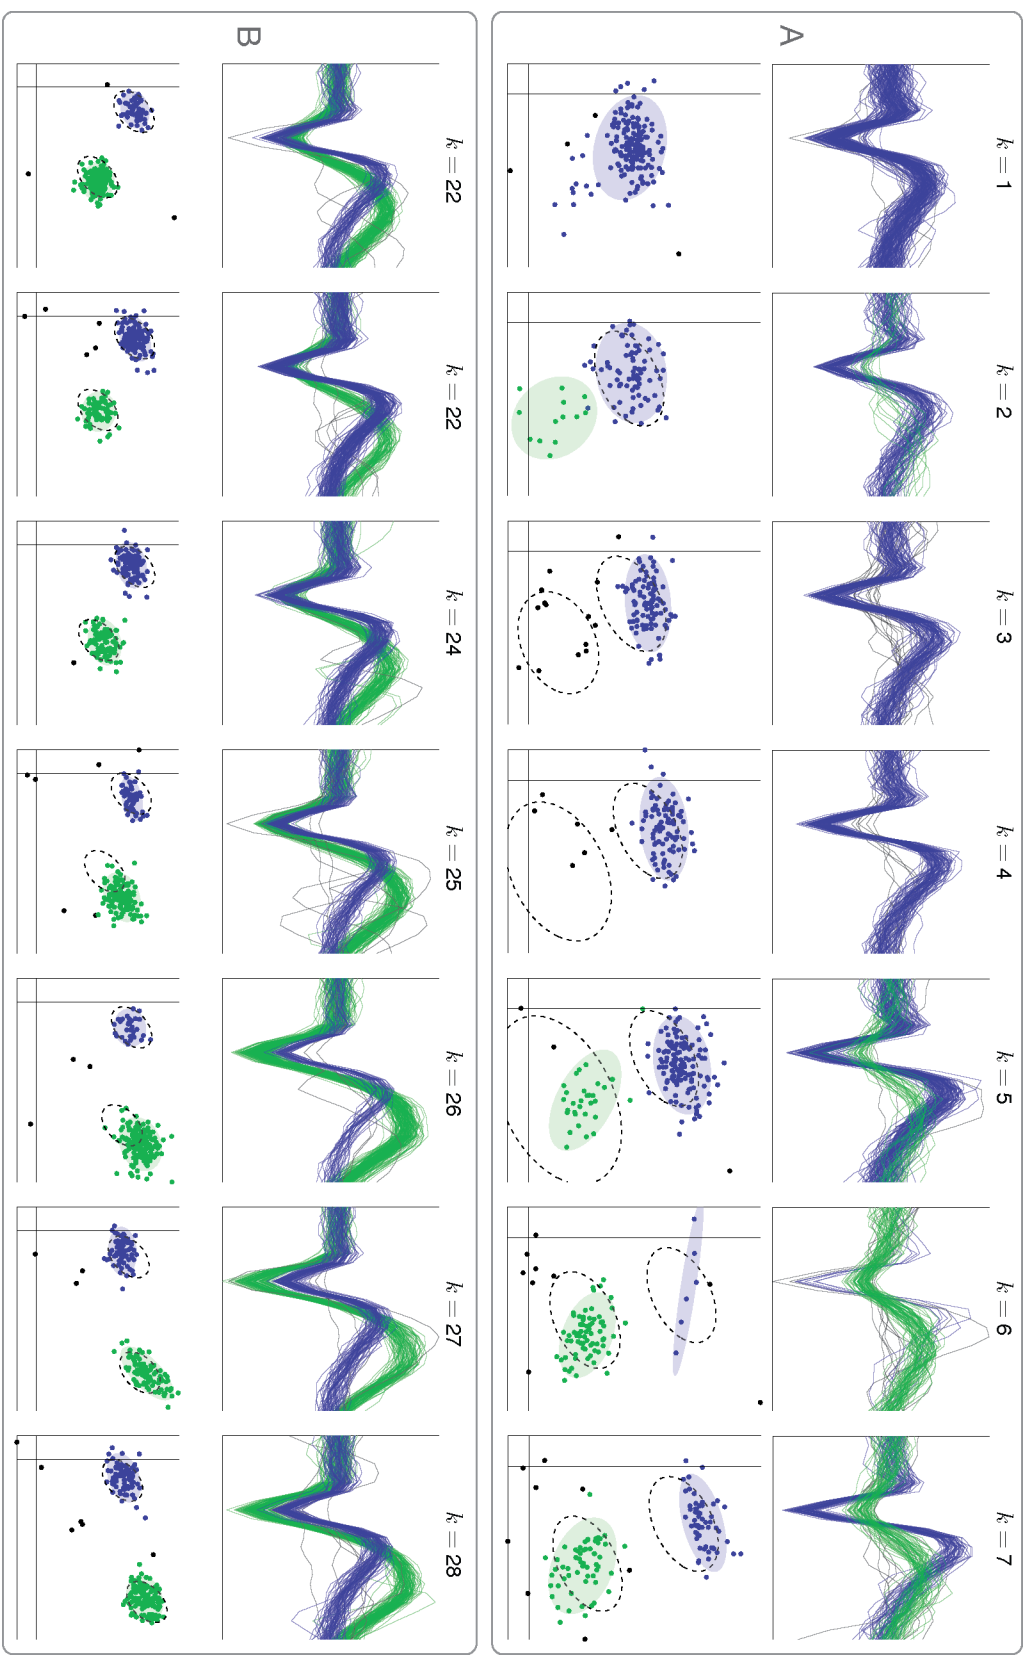 A
k = 1
k = 2
k = 3
k = 4
k = 5
k = 6
k = 7
B
k = 22
k = 22
k = 24
k = 25
k = 26
k = 27
k = 28